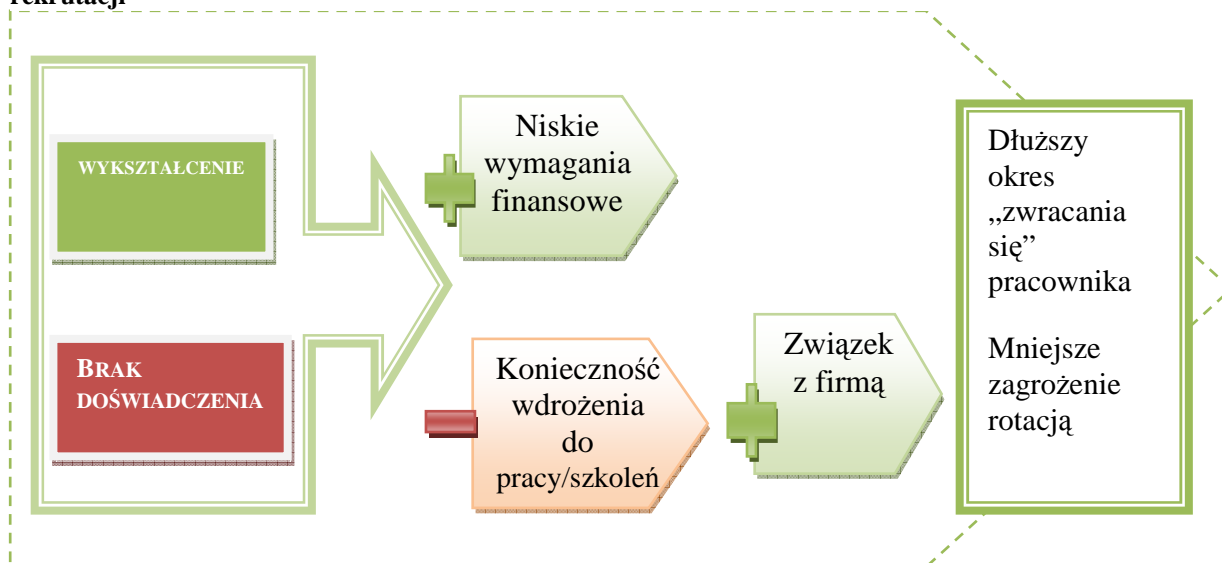 rekrutacji
WYKSZTAŁCENIE
BRAK
DOŚWIADCZENIA
Niskie
wymagania
finansowe
Konieczność
wdrożenia
do
pracy/szkoleń
Związek
z firmą
Dłuższy
okres
„zwracania
się”
pracownika
Mniejsze
zagrożenie
rotacją